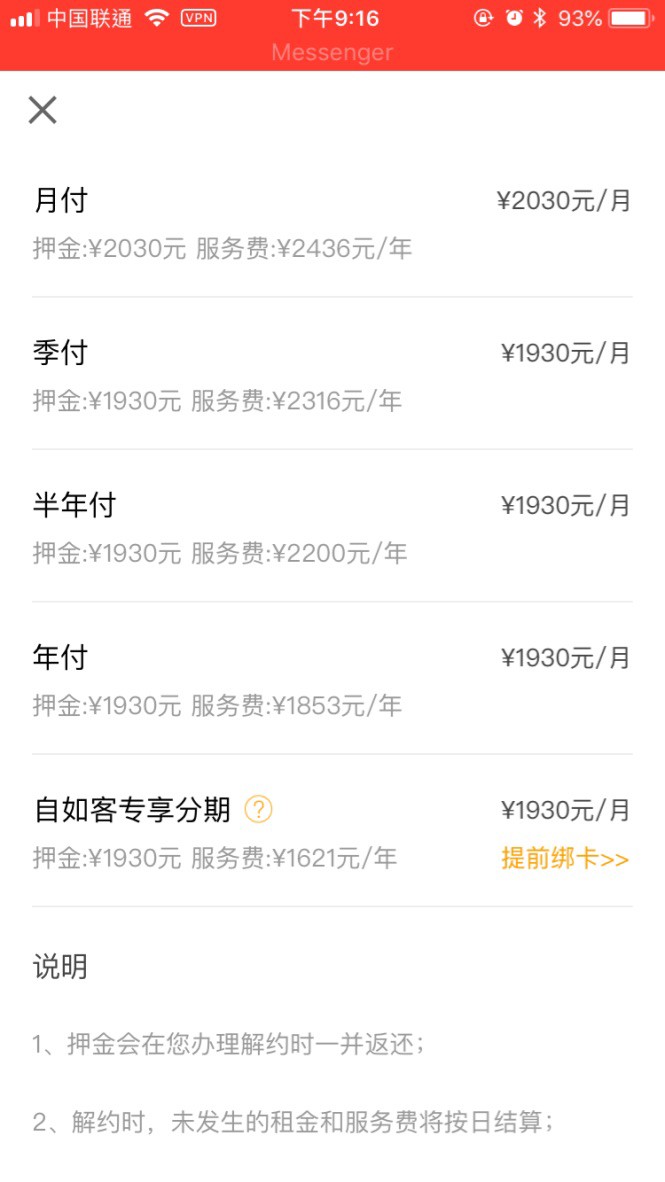 中国联通 VPN 下午9:16 93%
Messenger
月付 ¥2030元/月
押金:¥2030元 服务费:¥2436元/年
季付 ¥1930元/月
押金:¥1930元 服务费:¥2316元/年
半年付 ¥1930元/月
押金:¥1930元 服务费:¥2200元/年
年付 ¥1930元/月
押金:¥1930元 服务费:¥1853元/年
自如客专享分期 ? ¥1930元/月
押金:¥1930元 服务费:¥1621元/年 提前绑卡>>
说明
1、押金会在您办理解约时一并返还；
2、解约时，未发生的租金和服务费将按日结算；